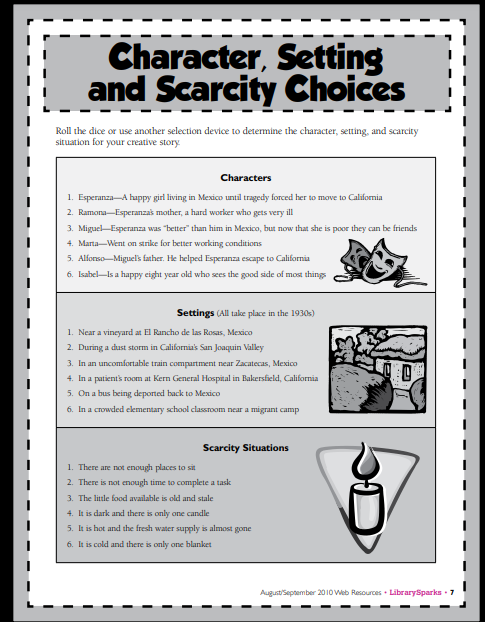 Character, Setting
and Scarcity Choices
Roll the dice or use another selection device to determine the character, setting, and scarcity
situation for your creative story.
Characters
1. Esperanza—A happy girl living in Mexico until tragedy forced her to move to California
2. Ramona—Esperanza's mother, a hard worker who gets very ill
3. Miguel—Esperanza was "better" than him in Mexico, but now that she is poor they can be friends
4. Marta—Went on strike for better working conditions
5. Alfonso—Miguel's father. He helped Esperanza escape to California
6. Isabel—Is a happy eight year old who sees the good side of most things
Settings (All take place in the 1930s)
1. Near a vineyard at El Rancho de las Rosas, Mexico
2. During a dust storm in California's San Joaquin Valley
3. In an uncomfortable train compartment near Zacatecas, Mexico
4. In a patient's room at Kern General Hospital in Bakersfield, California
5. On a bus being deported back to Mexico
6. In a crowded elementary school classroom near a migrant camp
Scarcity Situations
1. There are not enough places to sit
2. There is not enough time to complete a task
3. The little food available is old and stale
4. It is dark and there is only one candle
5. It is hot and the fresh water supply is almost gone
6. It is cold and there is only one blanket
August/September 2010 Web Resources • LibrarySparks • 7